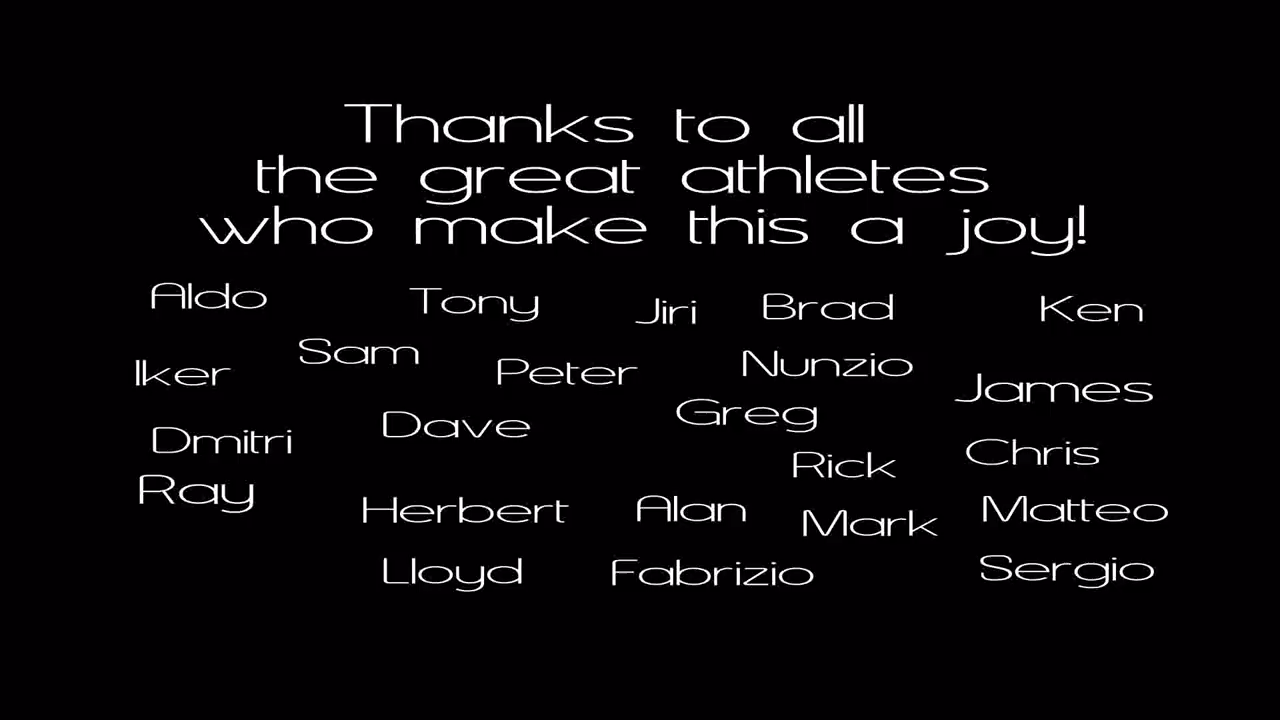 Thanks to all
the great athletes
who make this a joy!
Aldo Tony Jiri Brad Ken
Iker Sam Peter Nunzio James
Dmitri Dave Greg Rick Chris
Ray Herbert Alan Mark Matteo
Lloyd Fabrizio Sergio